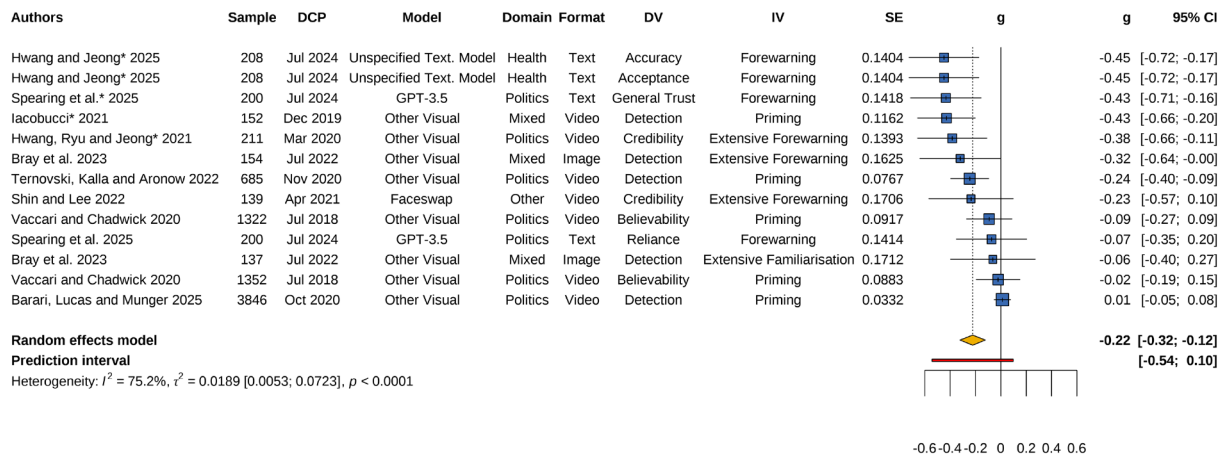 Authors Sample DCP Model Domain Format DV IV SE g g 95% CI
Hwang and Jeong* 2025 208 Jul 2024 Unspecified Text. Model Health Text Accuracy Forewarning 0.1404 -0.45 [-0.72; -0.17]
Hwang and Jeong* 2025 208 Jul 2024 Unspecified Text. Model Health Text Acceptance Forewarning 0.1404 -0.45 [-0.72; -0.17]
Spearing et al.* 2025 200 Jul 2024 GPT-3.5 Politics Text General Trust Forewarning 0.1418 -0.43 [-0.71; -0.16]
Iacobucci* 2021 152 Dec 2019 Other Visual Mixed Video Detection Priming 0.1162 -0.43 [-0.66; -0.20]
Hwang, Ryu and Jeong* 2021 211 Mar 2020 Other Visual Politics Video Credibility Extensive Forewarning 0.1393 -0.38 [-0.66; -0.11]
Bray et al. 2023 154 Jul 2022 Other Visual Mixed Image Detection Extensive Forewarning 0.1625 -0.32 [-0.64; -0.00]
Ternovski, Kalla and Aronow 2022 685 Nov 2020 Other Visual Politics Video Detection Priming 0.0767 -0.24 [-0.40; -0.09]
Shin and Lee 2022 139 Apr 2021 Faceswap Other Video Credibility Extensive Forewarning 0.1706 -0.23 [-0.57; 0.10]
Vaccari and Chadwick 2020 1322 Jul 2018 Other Visual Politics Video Believability Priming 0.0917 -0.09 [-0.27; 0.09]
Spearing et al. 2025 200 Jul 2024 GPT-3.5 Politics Text Reliance Forewarning 0.1414 -0.07 [-0.35; 0.20]
Bray et al. 2023 137 Jul 2022 Other Visual Mixed Image Detection Extensive Familiarisation 0.1712 -0.06 [-0.40; 0.27]
Vaccari and Chadwick 2020 1352 Jul 2018 Other Visual Politics Video Believability Priming 0.0883 -0.02 [-0.19; 0.15]
Barari, Lucas and Munger 2025 3846 Oct 2020 Other Visual Politics Video Detection Priming 0.0332 0.01 [-0.05; 0.08]
Random effects model -0.22 [-0.32; -0.12]
Prediction interval [-0.54; 0.10]
Heterogeneity: I² = 75.2%, τ² = 0.0189 [0.0053; 0.0723], p < 0.0001
-0.6 -0.4 -0.2 0 0.2 0.4 0.6